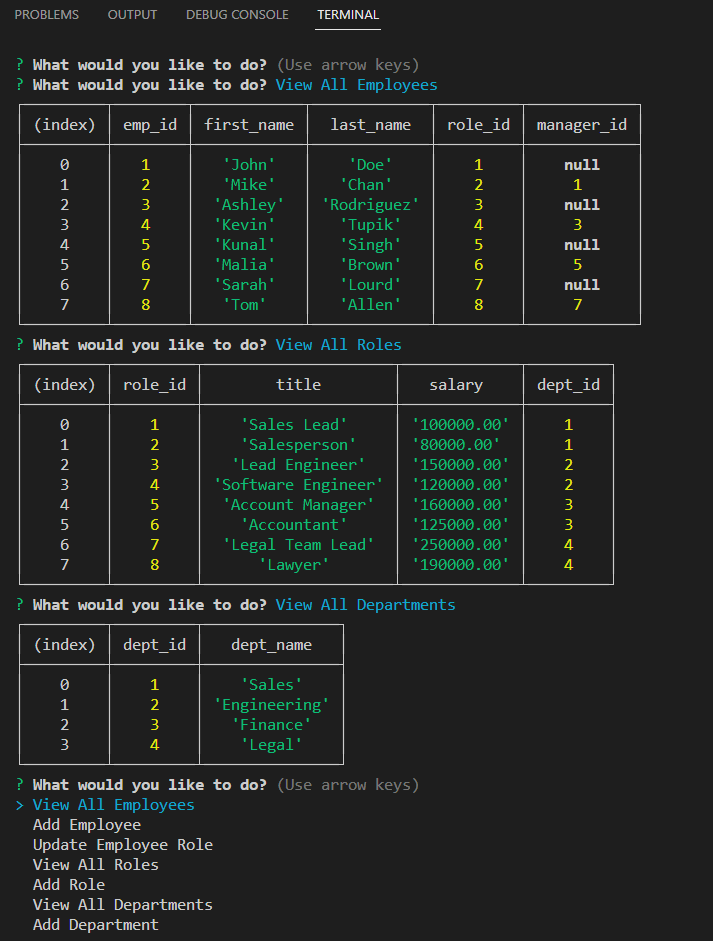 PROBLEMS OUTPUT DEBUG CONSOLE TERMINAL
? What would you like to do? (Use arrow keys)
? What would you like to do? View All Employees
(index) emp_id first_name last_name role_id manager_id
0 1 'John' 'Doe' 1 null
1 2 'Mike' 'Chan' 2 1
2 3 'Ashley' 'Rodriguez' 3 null
3 4 'Kevin' 'Tupik' 4 3
4 5 'Kunal' 'Singh' 5 null
5 6 'Malia' 'Brown' 6 5
6 7 'Sarah' 'Lourd' 7 null
7 8 'Tom' 'Allen' 8 7
? What would you like to do? View All Roles
(index) role_id title salary dept_id
0 1 'Sales Lead' '100000.00' 1
1 2 'Salesperson' '80000.00' 1
2 3 'Lead Engineer' '150000.00' 2
3 4 'Software Engineer' '120000.00' 2
4 5 'Account Manager' '160000.00' 3
5 6 'Accountant' '125000.00' 3
6 7 'Legal Team Lead' '250000.00' 4
7 8 'Lawyer' '190000.00' 4
? What would you like to do? View All Departments
(index) dept_id dept_name
0 1 'Sales'
1 2 'Engineering'
2 3 'Finance'
3 4 'Legal'
? What would you like to do? (Use arrow keys)
> View All Employees
Add Employee
Update Employee Role
View All Roles
Add Role
View All Departments
Add Department